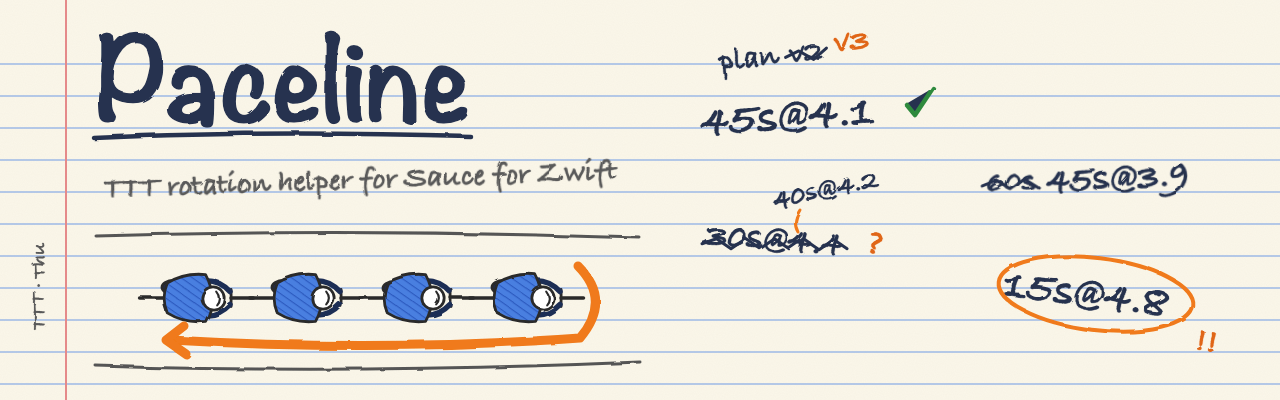 Paceline
TTT rotation helper for Sauce for Zwift
TTT · Thu
plan v2 v3
45s@4.1
40s@4.2
30s@4.4 ?
60s 45s@3.9
15s@4.8
!!